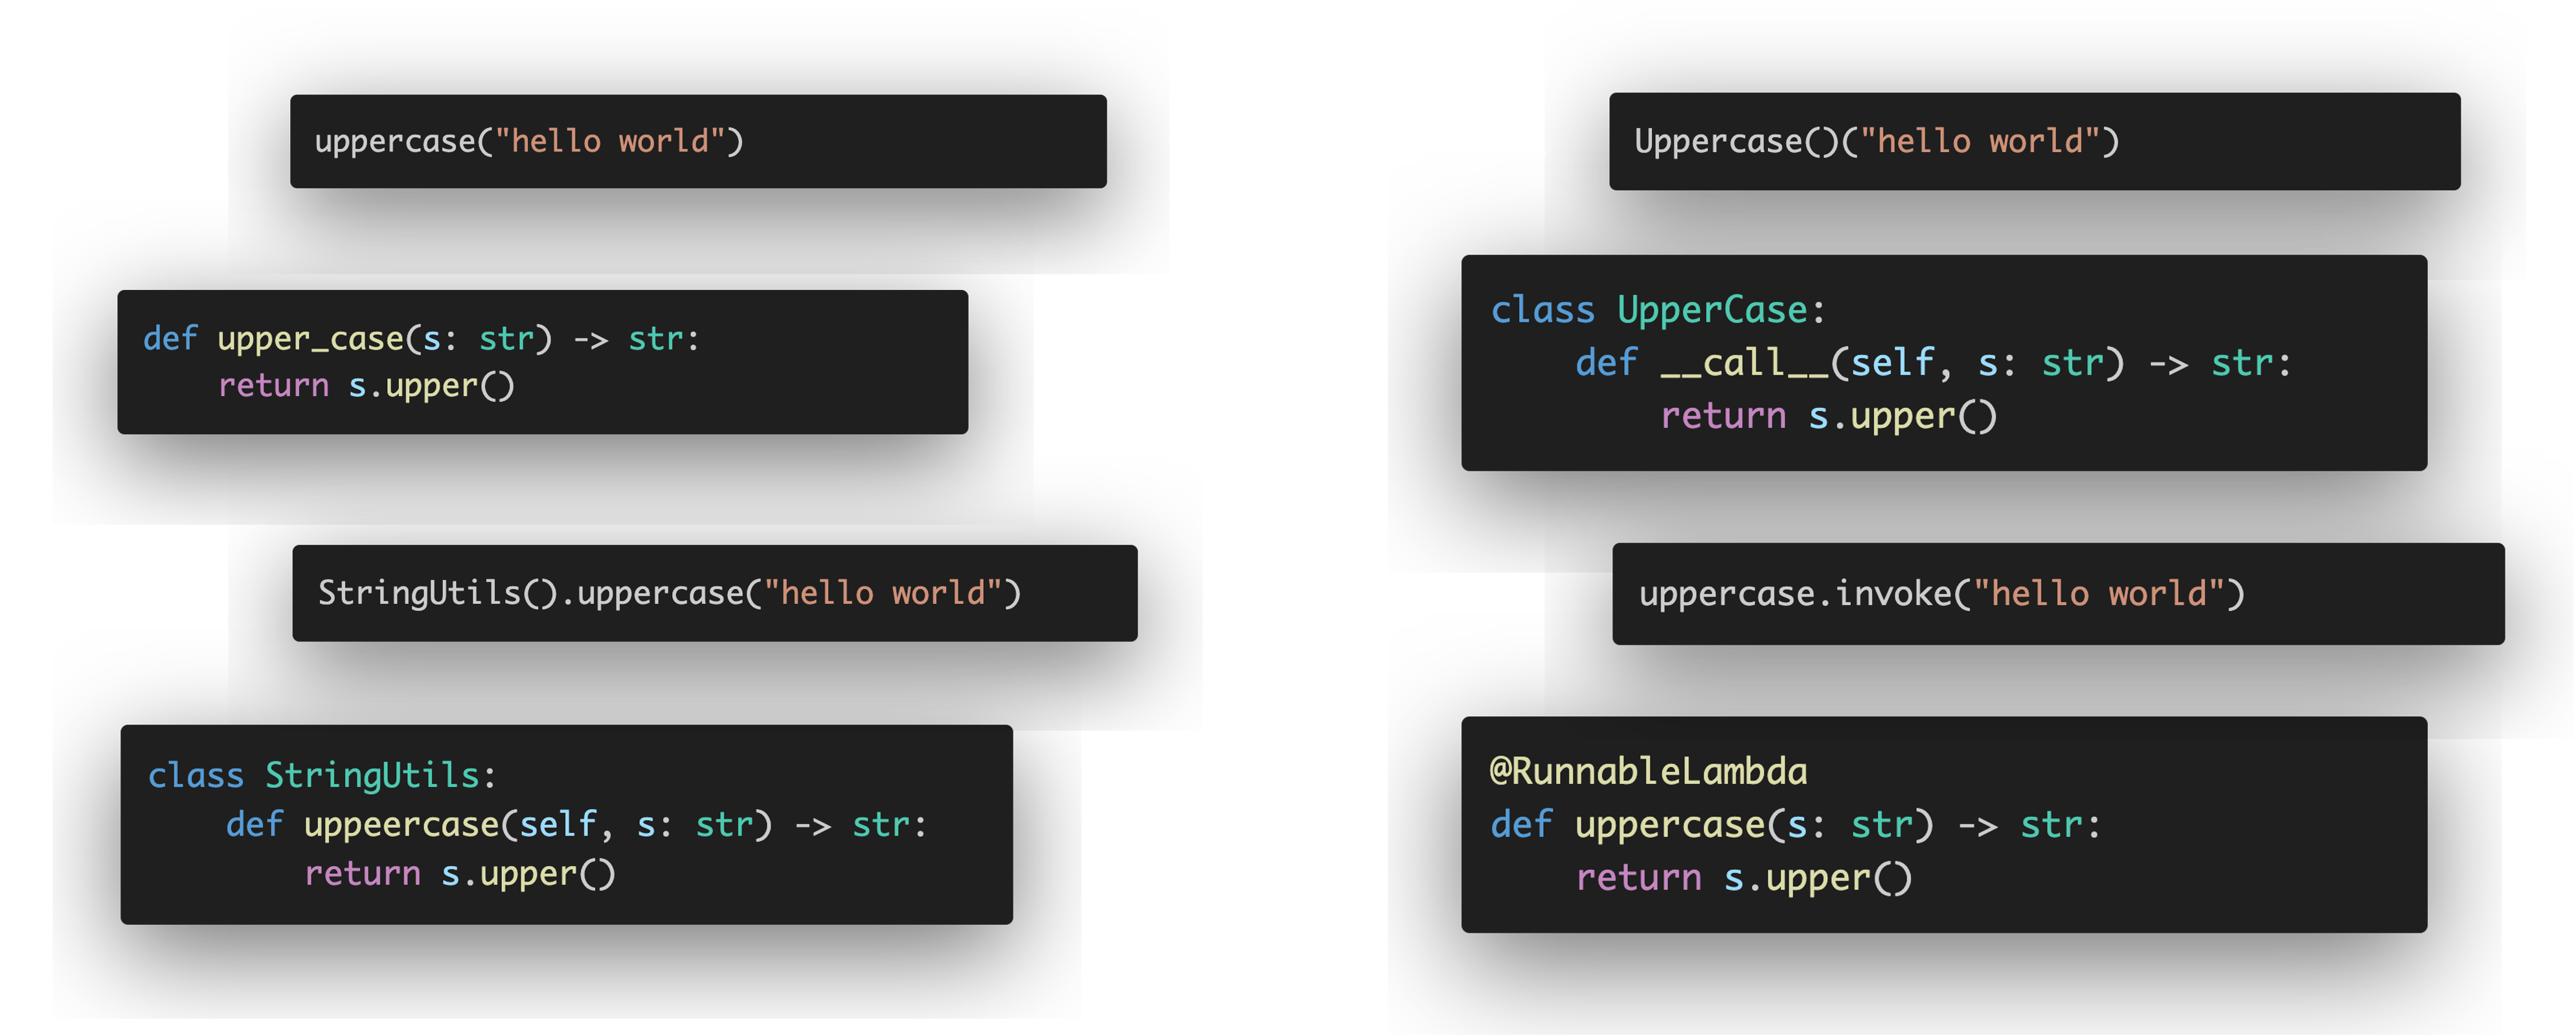 uppercase("hello world")
def upper_case(s: str) -> str:
    return s.upper()
StringUtils().uppercase("hello world")
class StringUtils:
    def uppeercase(self, s: str) -> str:
        return s.upper()
Uppercase()("hello world")
class UpperCase:
    def __call__(self, s: str) -> str:
        return s.upper()
uppercase.invoke("hello world")
@RunnableLambda
def uppercase(s: str) -> str:
    return s.upper()